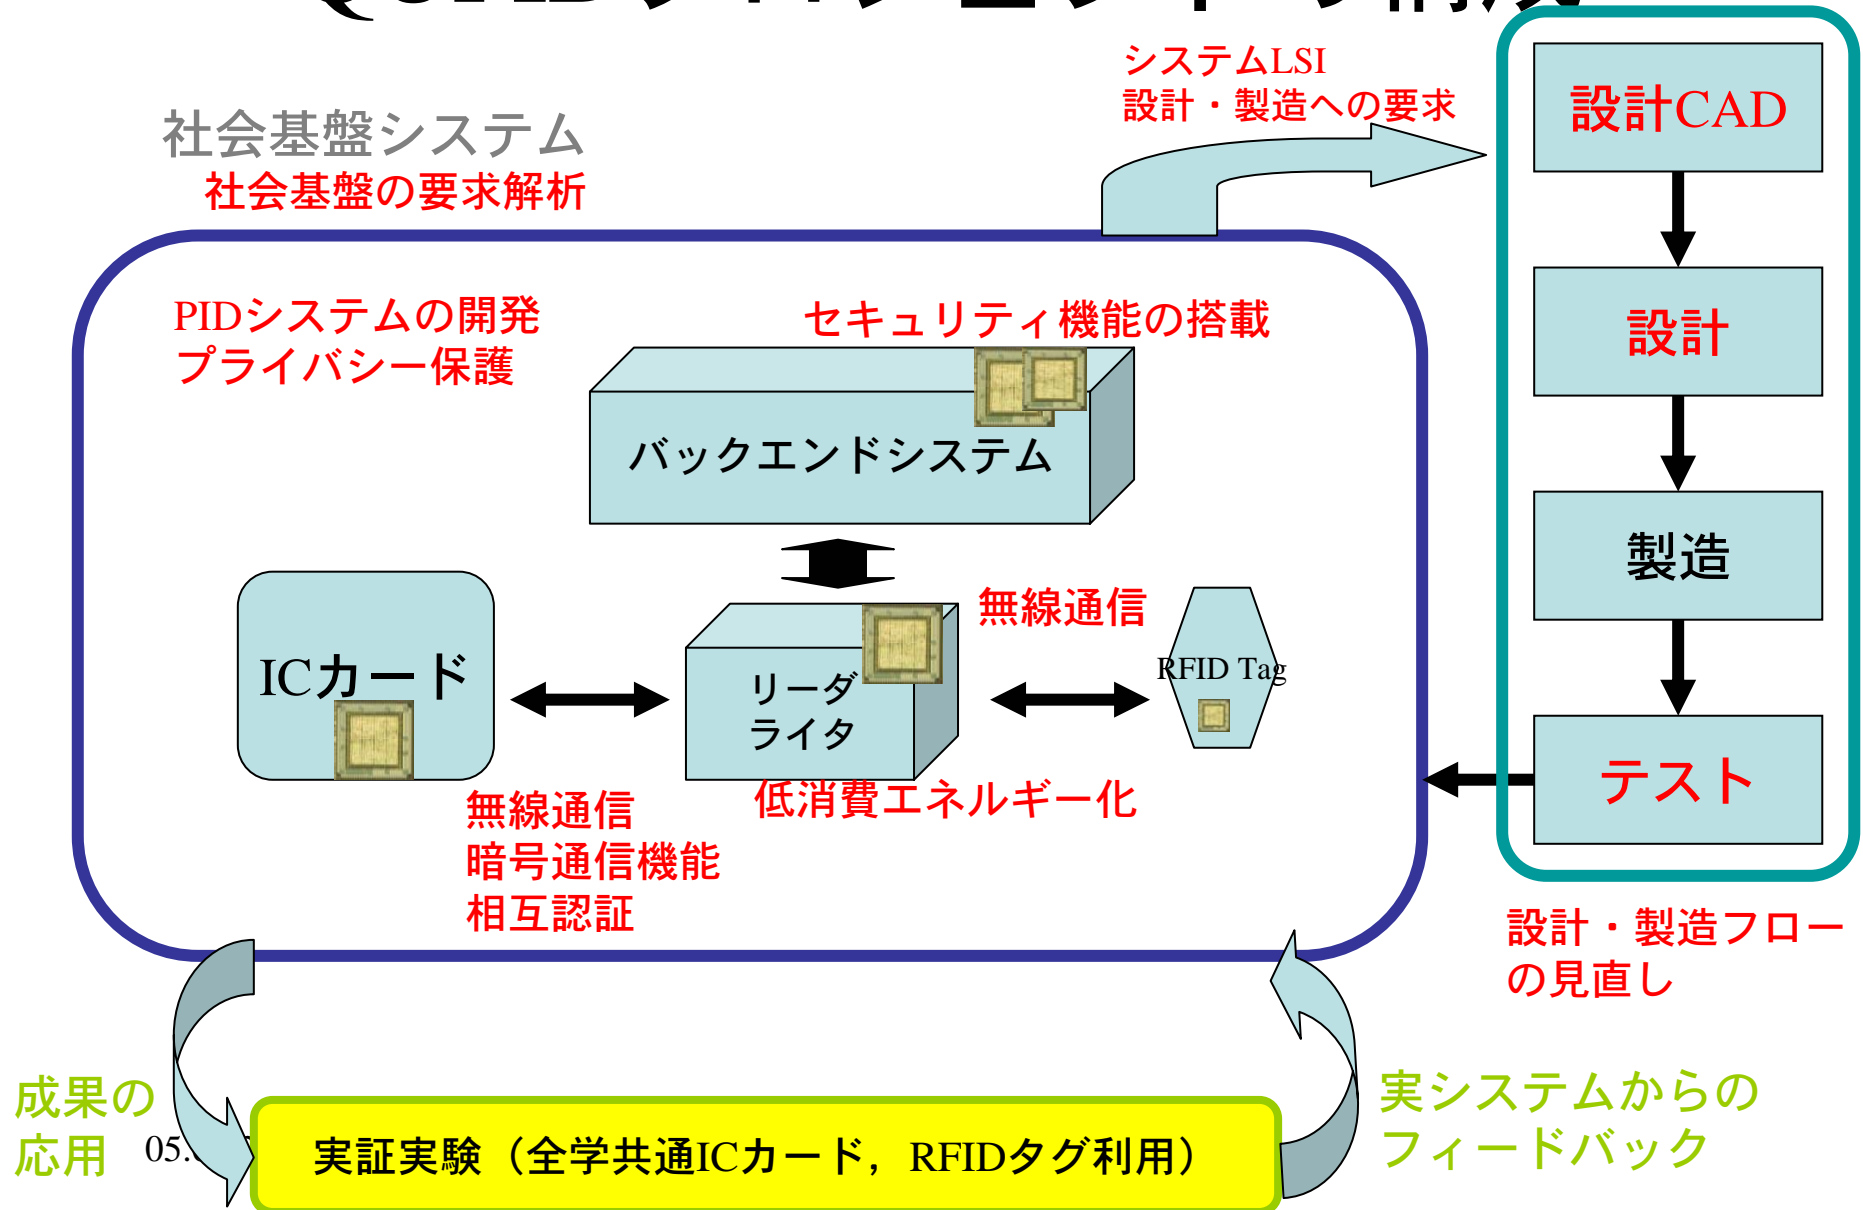 システムLSI
設計・製造への要求
社会基盤システム
社会基盤の要求解析
設計CAD
設計
製造
テスト
PIDシステムの開発
プライバシー保護
セキュリティ機能の搭載
バックエンドシステム
無線通信
ICカード
リーダ
ライタ
RFID Tag
低消費エネルギー化
無線通信
暗号通信機能
相互認証
設計・製造フロー
の見直し
成果の
応用
05.
実証実験（全学共通ICカード，RFIDタグ利用）
実システムからの
フィードバック